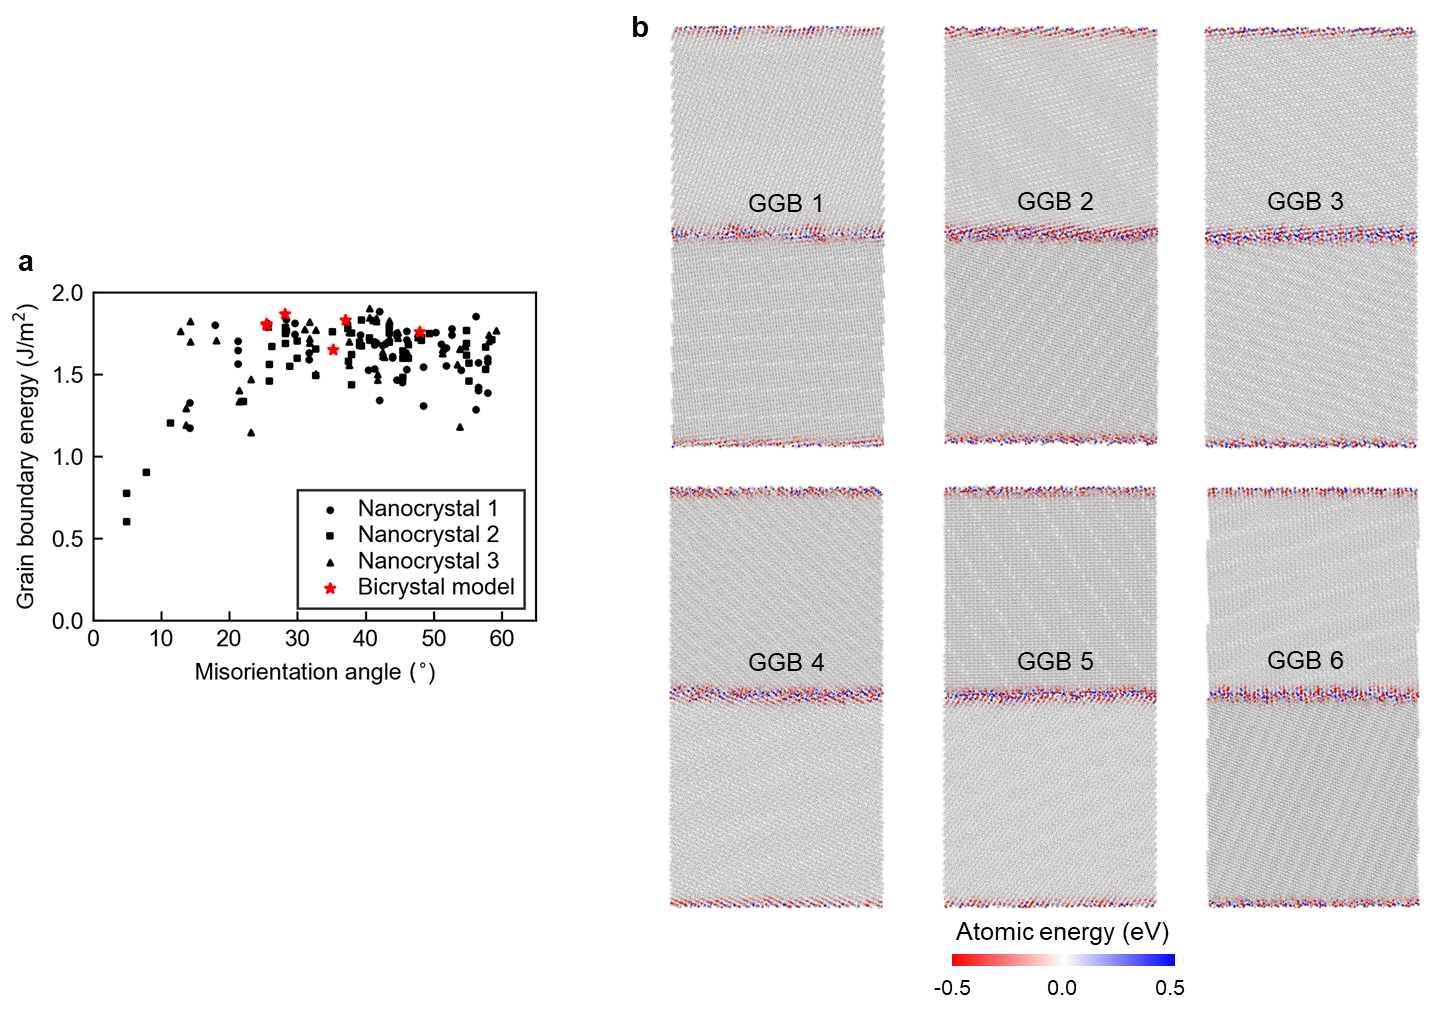 a
Grain boundary energy (J/m²)
2.0
1.5
1.0
0.5
0.0
0 10 20 30 40 50 60
Misorientation angle (°)
Nanocrystal 1
Nanocrystal 2
Nanocrystal 3
Bicrystal model
b
GGB 1 GGB 2 GGB 3
GGB 4 GGB 5 GGB 6
Atomic energy (eV)
-0.5 0.0 0.5